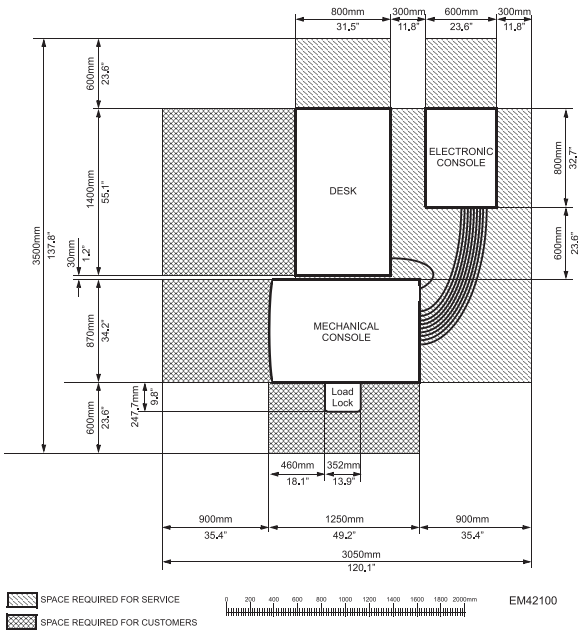 800mm
31.5"
300mm
11.8"
600mm
23.6"
300mm
11.8"
600mm
23.6"
1400mm
55.1"
3500mm
137.8"
30mm
1.2"
870mm
34.2"
600mm
23.6"
247.7mm
9.8"
DESK
ELECTRONIC
CONSOLE
800mm
32.7"
600mm
23.6"
MECHANICAL
CONSOLE
Load
Lock
460mm
18.1"
352mm
13.9"
900mm
35.4"
1250mm
49.2"
900mm
35.4"
3050mm
120.1"
SPACE REQUIRED FOR SERVICE
SPACE REQUIRED FOR CUSTOMERS
0 200 400 600 800 1000 1200 1400 1600 1800 2000mm
EM42100